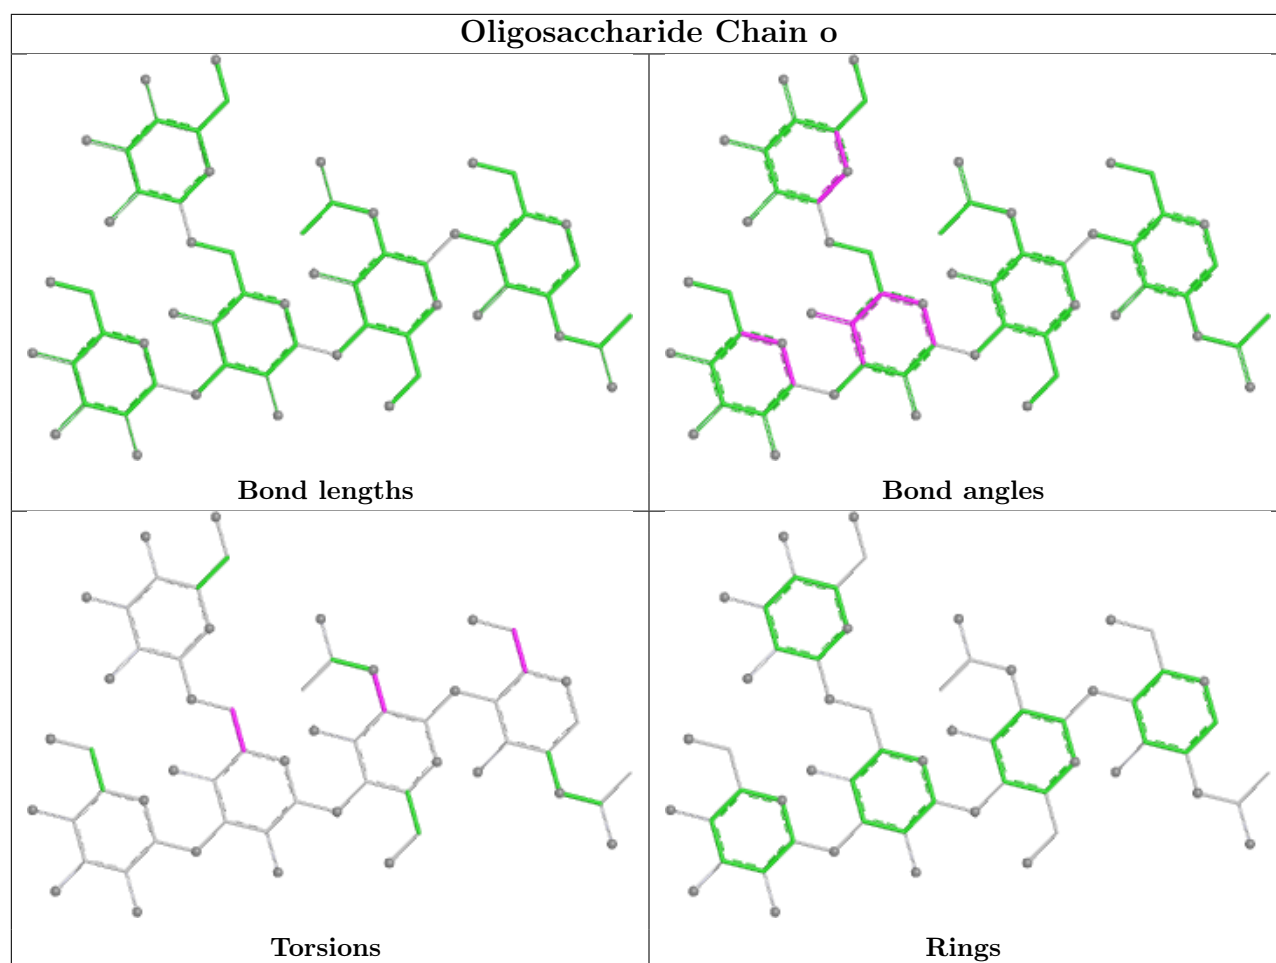 Oligosaccharide Chain o
Bond lengths
Bond angles
Torsions
Rings